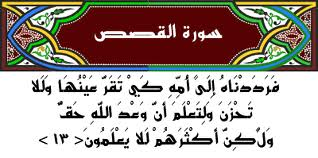 سورة القصص
فَرَدَدْنَاهُ إِلَىٰ أُمِّهِ كَيْ تَقَرَّ عَيْنُهَا وَلَا
تَحْزَنَ وَلِتَعْلَمَ أَنَّ وَعْدَ اللَّهِ حَقٌّ
وَلَٰكِنَّ أَكْثَرَهُمْ لَا يَعْلَمُونَ< ١٣ >